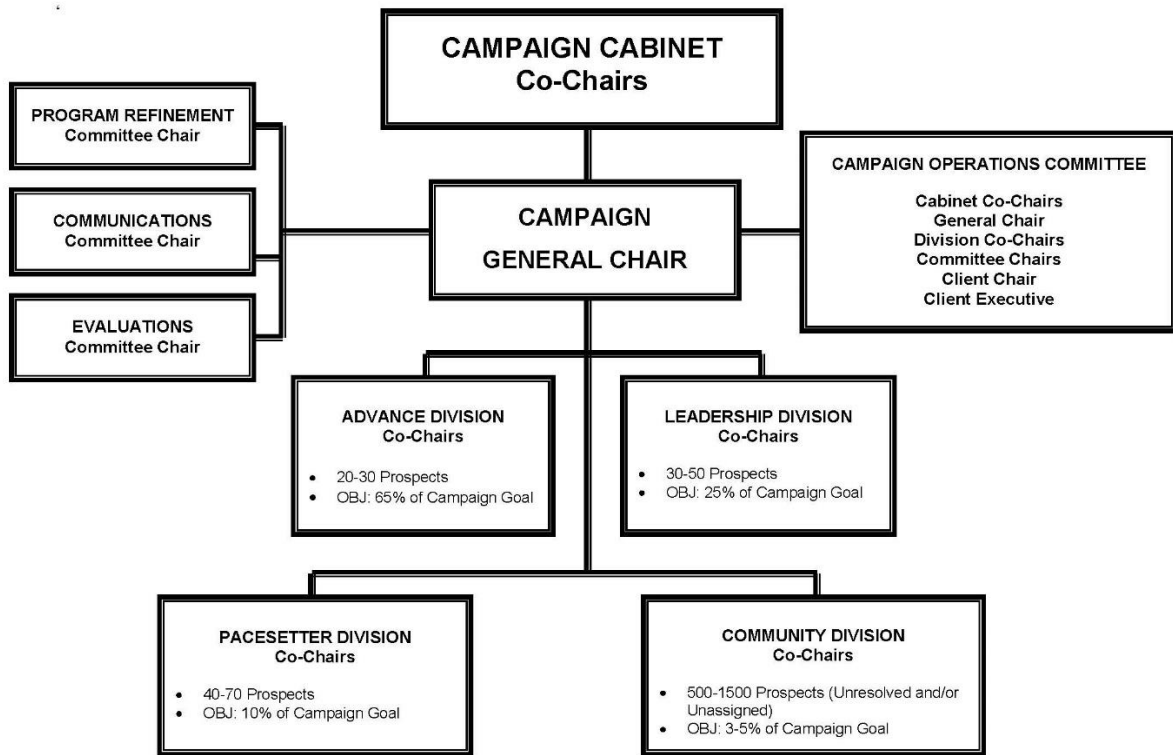 CAMPAIGN CABINET
Co-Chairs
PROGRAM REFINEMENT
Committee Chair
COMMUNICATIONS
Committee Chair
EVALUATIONS
Committee Chair
CAMPAIGN
GENERAL CHAIR
CAMPAIGN OPERATIONS COMMITTEE
Cabinet Co-Chairs
General Chair
Division Co-Chairs
Committee Chairs
Client Chair
Client Executive
ADVANCE DIVISION
Co-Chairs
• 20-30 Prospects
• OBJ: 65% of Campaign Goal
LEADERSHIP DIVISION
Co-Chairs
• 30-50 Prospects
• OBJ: 25% of Campaign Goal
PACESETTER DIVISION
Co-Chairs
• 40-70 Prospects
• OBJ: 10% of Campaign Goal
COMMUNITY DIVISION
Co-Chairs
• 500-1500 Prospects (Unresolved and/or
Unassigned)
• OBJ: 3-5% of Campaign Goal